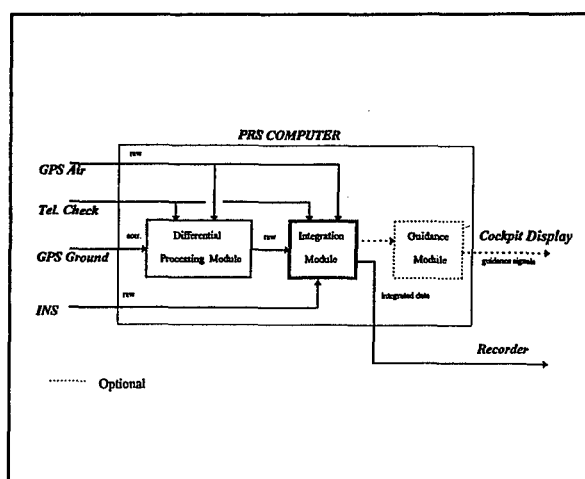 PRS COMPUTER
raw
GPS Air
Tel. Check
corr.
Differential
Processing Module
raw
Integration
Module
Guidance
Module
Cockpit Display
guidance signals
GPS Ground
raw
INS
Integrated data
Recorder
Optional